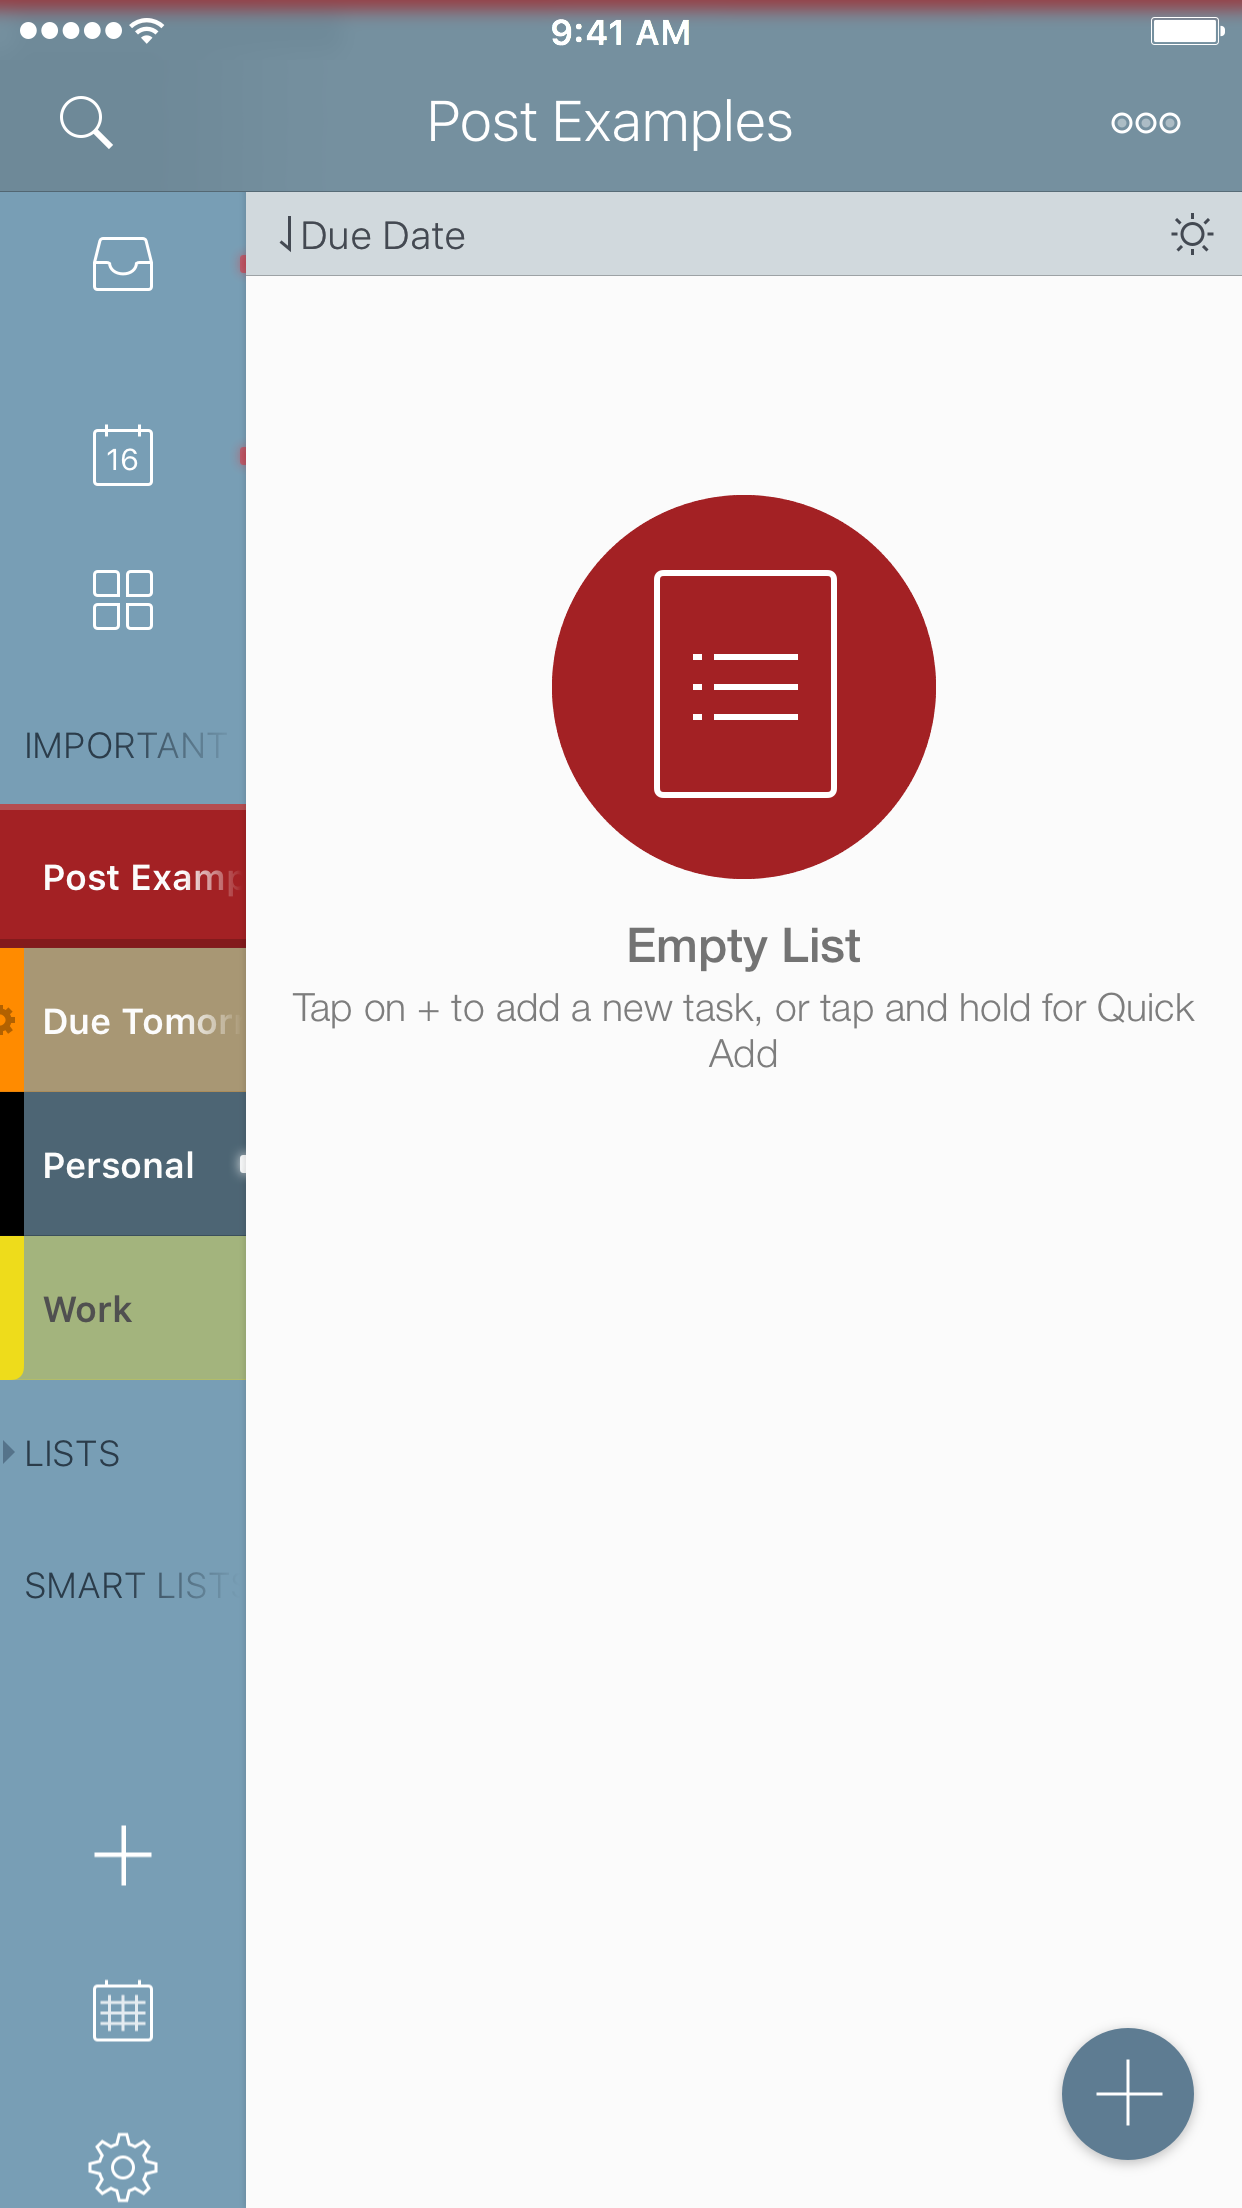 9:41 AM
Post Examples
Due Date
16
IMPORTANT
Post Examp
Due Tomor
Personal
Work
LISTS
SMART LISTS
Empty List
Tap on + to add a new task, or tap and hold for Quick
Add